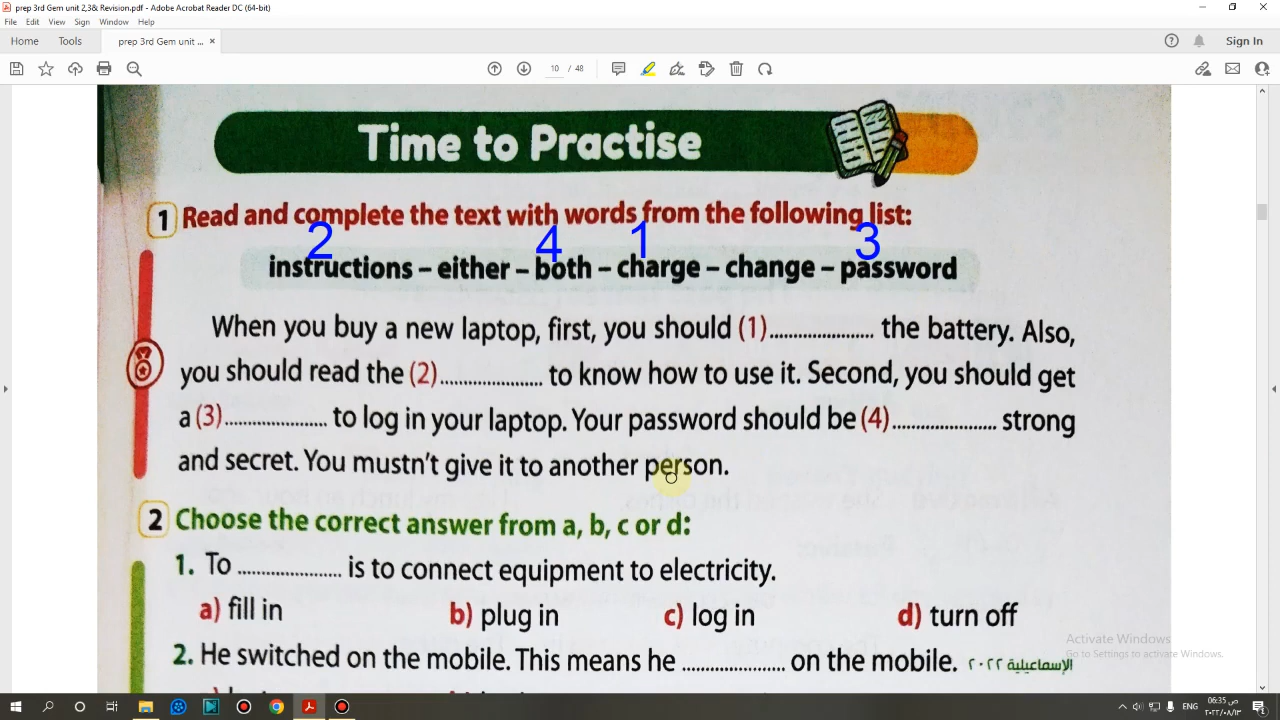 prep 3rd Gem unit 2,3& Revision.pdf - Adobe Acrobat Reader DC (64-bit)
File Edit View Sign Window Help
Home Tools prep 3rd Gem unit ... × Sign In
10 / 48
Time to Practise
1 Read and complete the text with words from the following list:
2 4 1 3
instructions – either – both – charge – change – password
When you buy a new laptop, first, you should (1).................... the battery. Also,
you should read the (2).................... to know how to use it. Second, you should get
a (3).................... to log in your laptop. Your password should be (4).................... strong
and secret. You mustn't give it to another person.
2 Choose the correct answer from a, b, c or d:
1. To .................... is to connect equipment to electricity.
a) fill in b) plug in c) log in d) turn off
2. He switched on the mobile. This means he .................... on the mobile. الإسماعيلية ٢٠٢٢
Activate Windows
Go to Settings to activate Windows.
ENG 06:35 ص
٢٠٢٢/٠٨/١٣